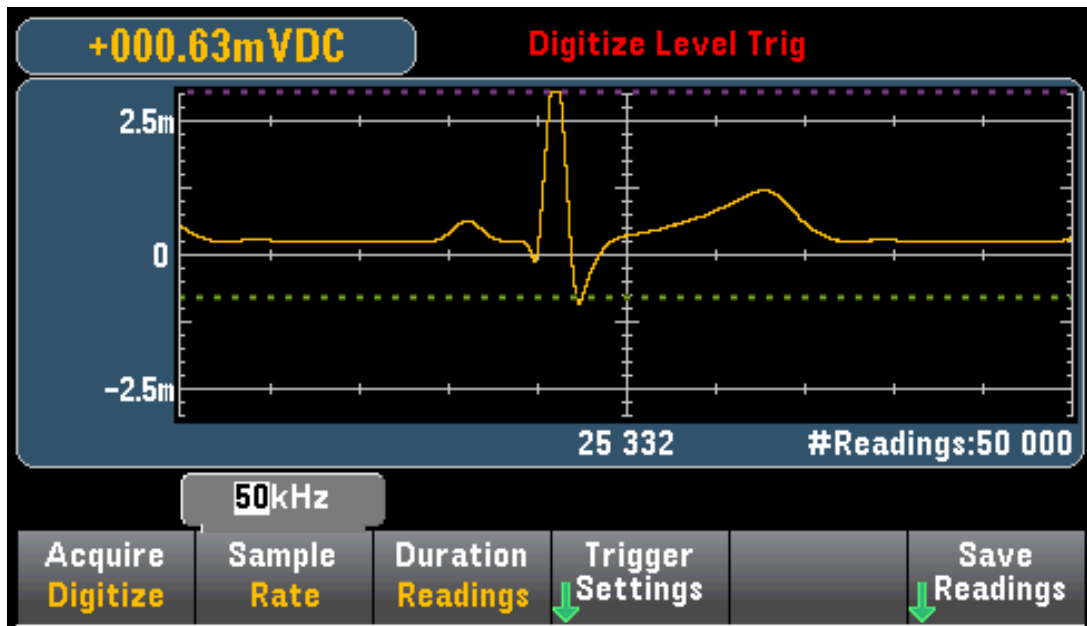 +000.63mVDC
Digitize Level Trig
2.5m
0
-2.5m
25 332
#Readings:50 000
50kHz
Acquire
Digitize
Sample
Rate
Duration
Readings
Trigger
Settings
Save
Readings